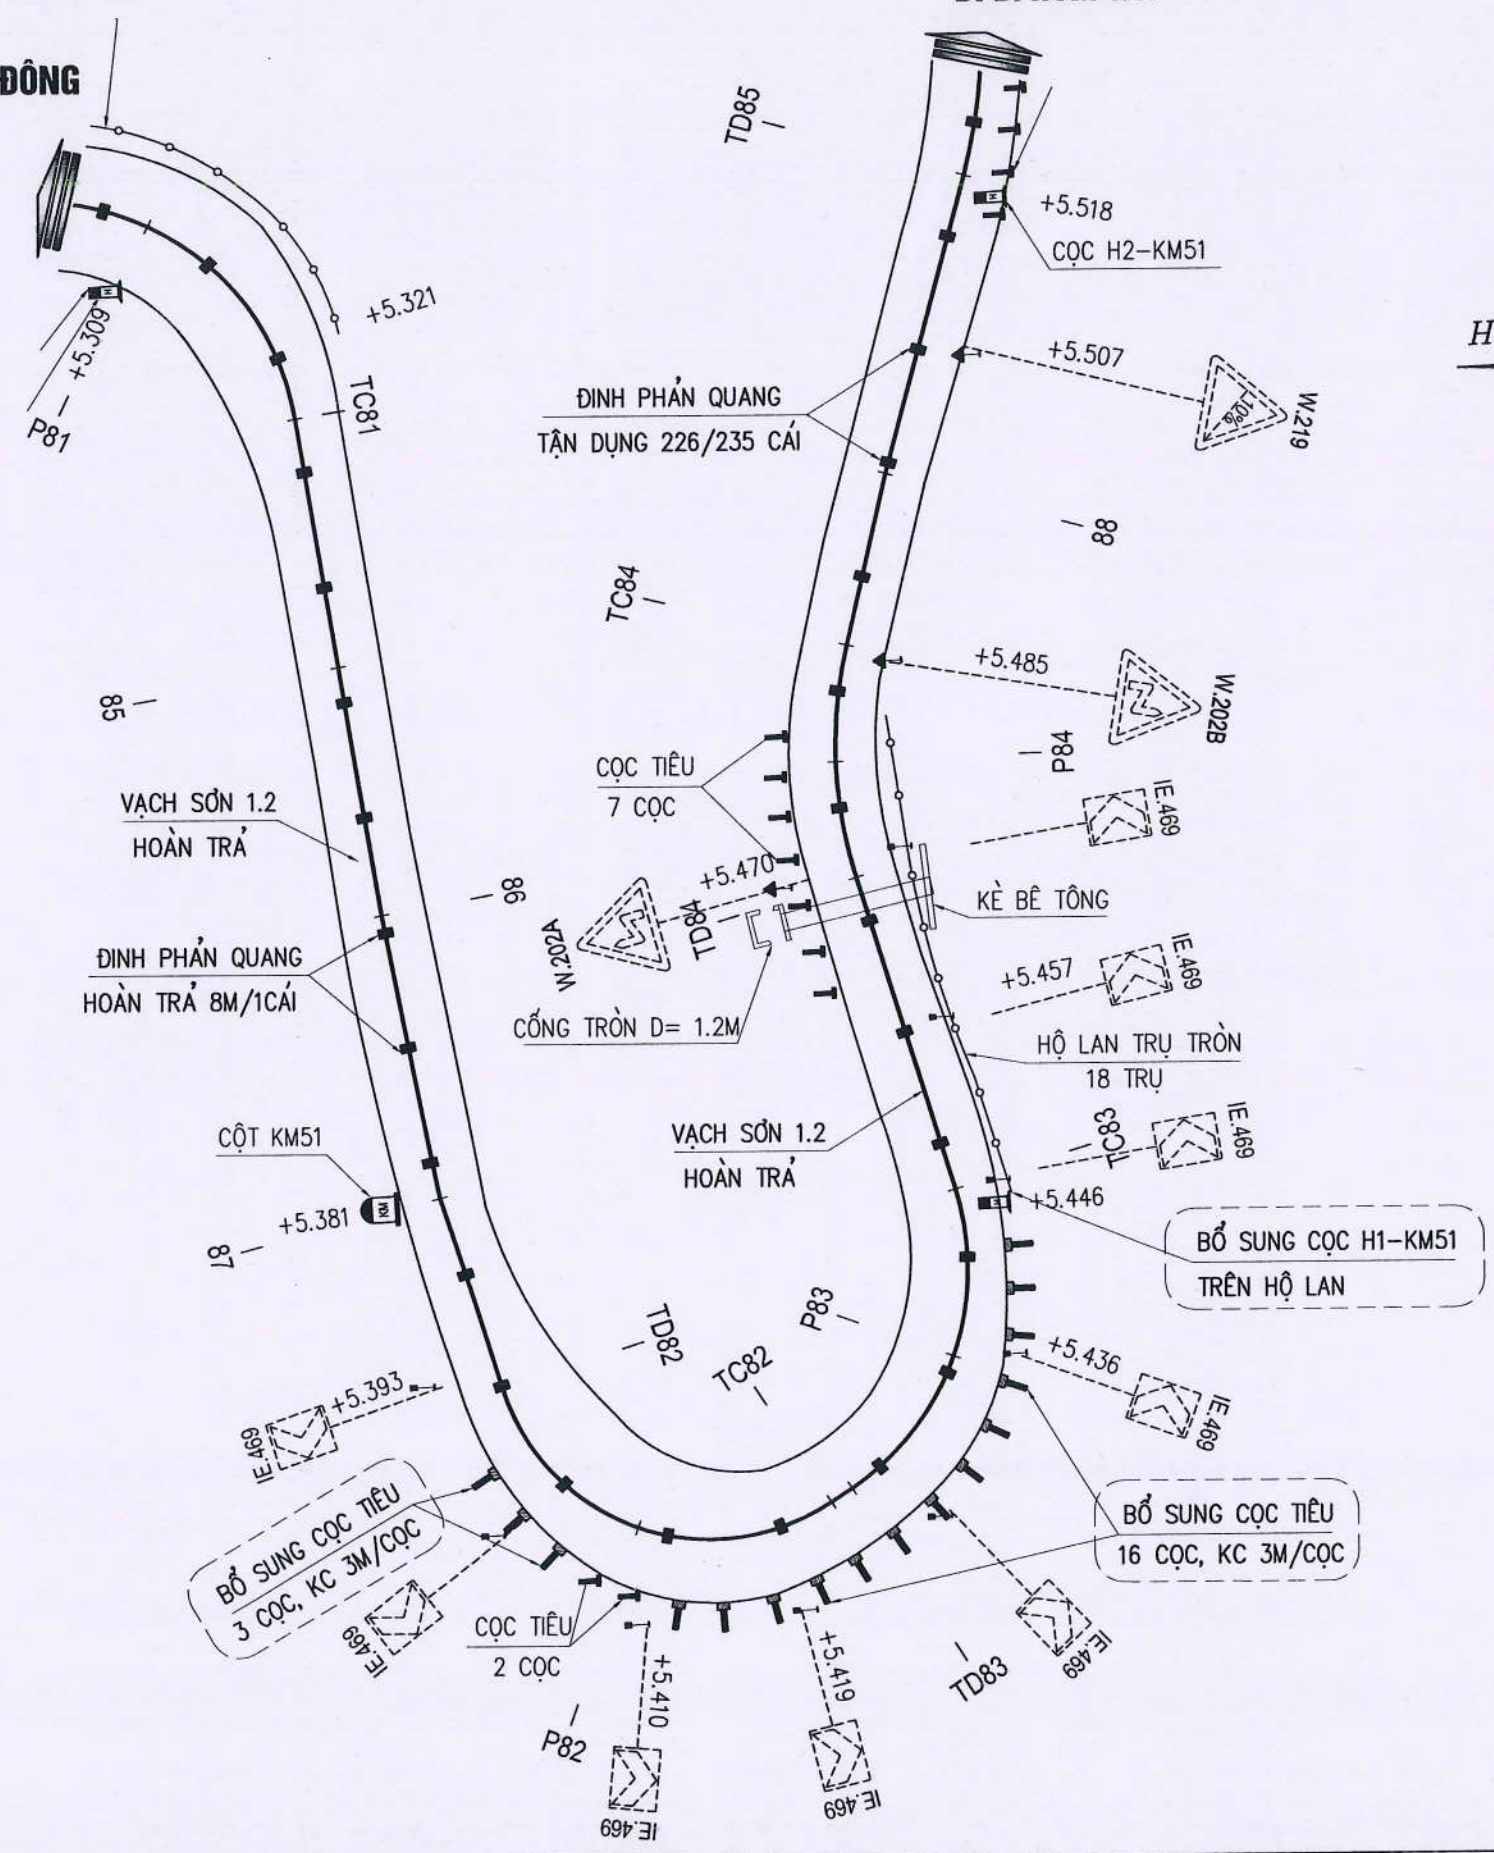 ĐÔNG
TD85
+5.518
CỌC H2-KM51
+5.321
+5.309
P81
TC81
H
+5.507
10%
W.219
ĐINH PHẢN QUANG
TẬN DỤNG 226/235 CÁI
88
TC84
+5.485
W.202B
85
P84
CỌC TIÊU
7 CỌC
IE.469
VẠCH SƠN 1.2
HOÀN TRẢ
86
+5.470
TD84
W.202A
KÈ BÊ TÔNG
ĐINH PHẢN QUANG
HOÀN TRẢ 8M/1CÁI
+5.457
IE.469
CỐNG TRÒN D= 1.2M
HỘ LAN TRỤ TRÒN
18 TRỤ
CỘT KM51
KM
+5.381
87
VẠCH SƠN 1.2
HOÀN TRẢ
TC83
IE.469
+5.446
BỔ SUNG CỌC H1-KM51
TRÊN HỘ LAN
P83
TD82
TC82
+5.436
IE.469
+5.393
IE.469
BỔ SUNG CỌC TIÊU
3 CỌC, KC 3M/CỌC
BỔ SUNG CỌC TIÊU
16 CỌC, KC 3M/CỌC
IE.469
CỌC TIÊU
2 CỌC
+5.410
+5.419
TD83
IE.469
P82
IE.469
IE.469